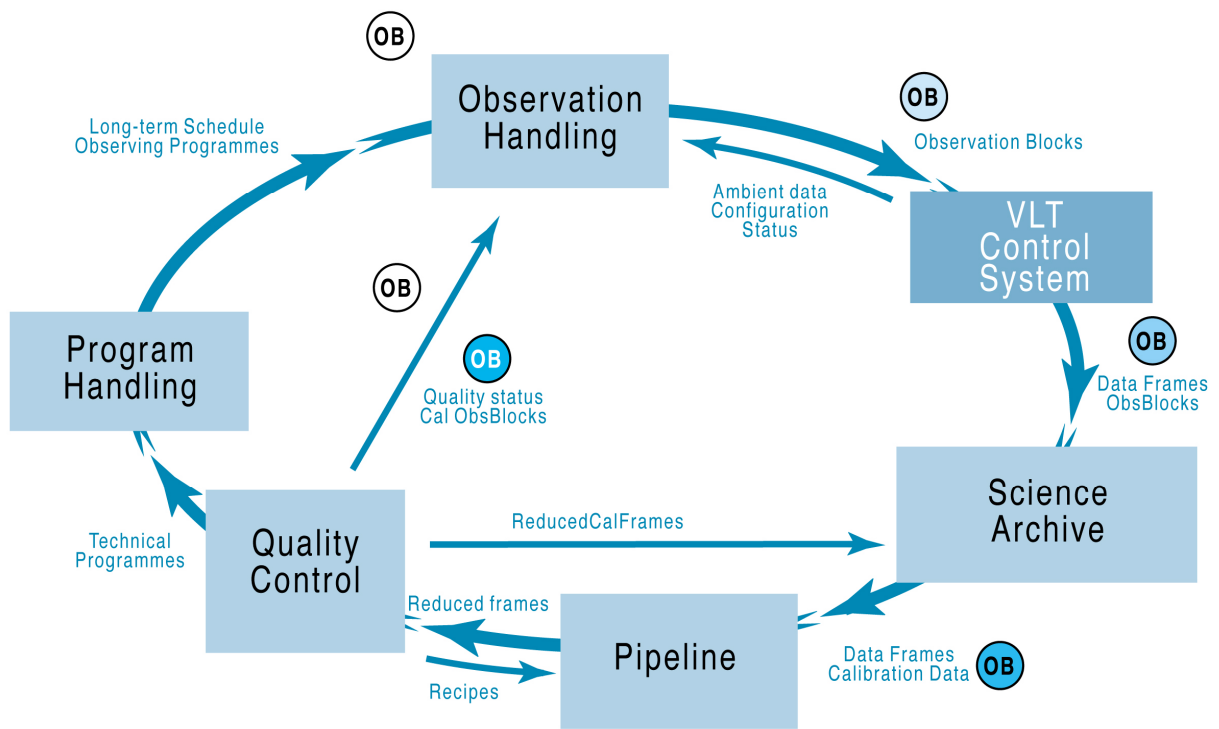 OB
Observation
Handling
OB
Observation Blocks
Long-term Schedule
Observing Programmes
Ambient data
Configuration
Status
VLT
Control
System
OB
OB
Quality status
Cal ObsBlocks
OB
Data Frames
ObsBlocks
Program
Handling
Science
Archive
Technical
Programmes
Quality
Control
ReducedCalFrames
Reduced frames
Recipes
Pipeline
Data Frames
Calibration Data
OB